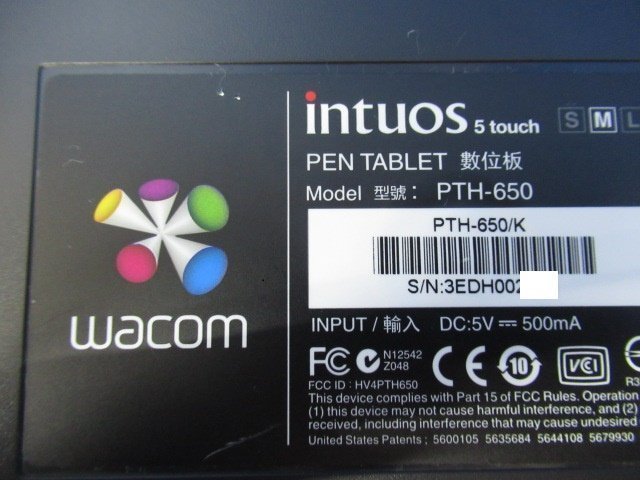 wacom
intuos 5 touch S M L
PEN TABLET 數位板
Model 型號： PTH-650
PTH-650/K
S/N:3EDH002
INPUT / 輸入 DC:5V 500mA
FC N12542
Z048
CE 10 VCI
R3
FCC ID : HV4PTH650
This device complies with Part 15 of FCC Rules. Operation
(1) this device may not cause harmful interference, and (2)
received, including interference that may cause undesired
United States Patents ; 5600105 5635684 5644108 5679930